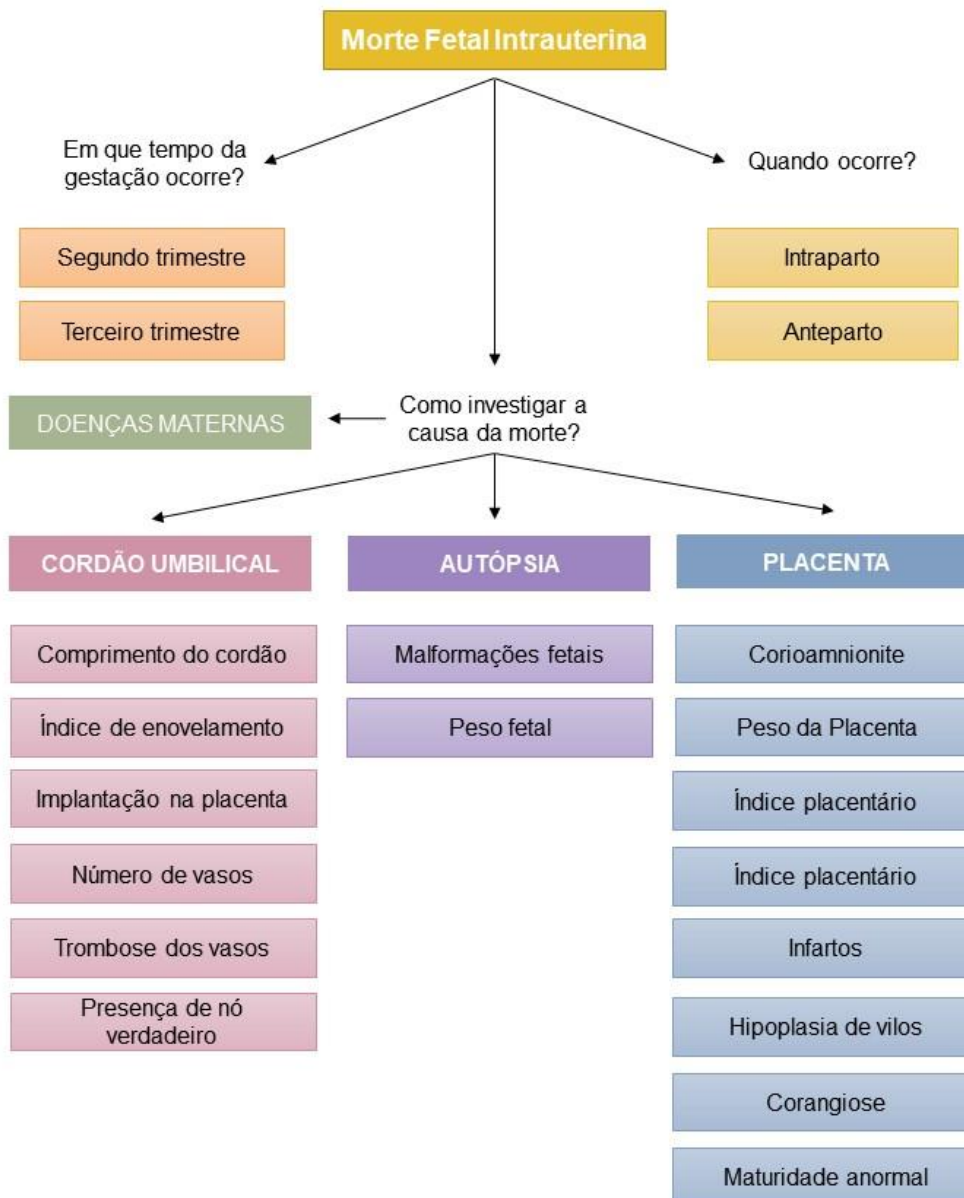 Morte Fetal Intrauterina
Em que tempo da
gestação ocorre?
Quando ocorre?
Segundo trimestre
Terceiro trimestre
Intraparto
Anteparto
DOENÇAS MATERNAS
Como investigar a
causa da morte?
CORDÃO UMBILICAL
Comprimento do cordão
Índice de enovelamento
Implantação na placenta
Número de vasos
Trombose dos vasos
Presença de nó
verdadeiro
AUTÓPSIA
Malformações fetais
Peso fetal
PLACENTA
Corioamnionite
Peso da Placenta
Índice placentário
Índice placentário
Infartos
Hipoplasia de vilos
Corangiose
Maturidade anormal